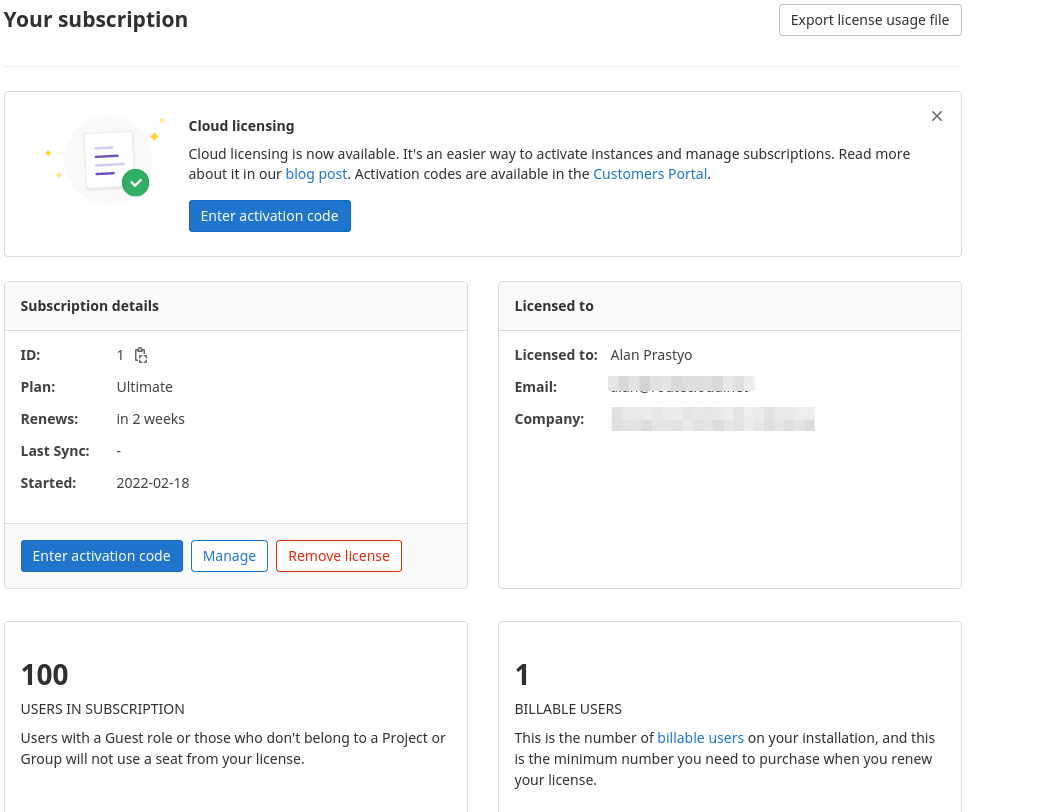 Your subscription
Export license usage file
Cloud licensing
Cloud licensing is now available. It's an easier way to activate instances and manage subscriptions. Read more
about it in our blog post. Activation codes are available in the Customers Portal.
Enter activation code
Subscription details
ID: 1
Plan: Ultimate
Renews: in 2 weeks
Last Sync: -
Started: 2022-02-18
Enter activation code
Manage
Remove license
Licensed to
Licensed to: Alan Prastyo
Email:
Company:
100
USERS IN SUBSCRIPTION
Users with a Guest role or those who don't belong to a Project or
Group will not use a seat from your license.
1
BILLABLE USERS
This is the number of billable users on your installation, and this
is the minimum number you need to purchase when you renew
your license.